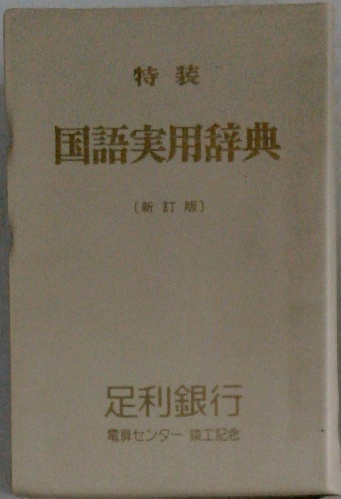 特装
国語実用辞典
〔新訂版〕
足利銀行
電算センター 竣工記念